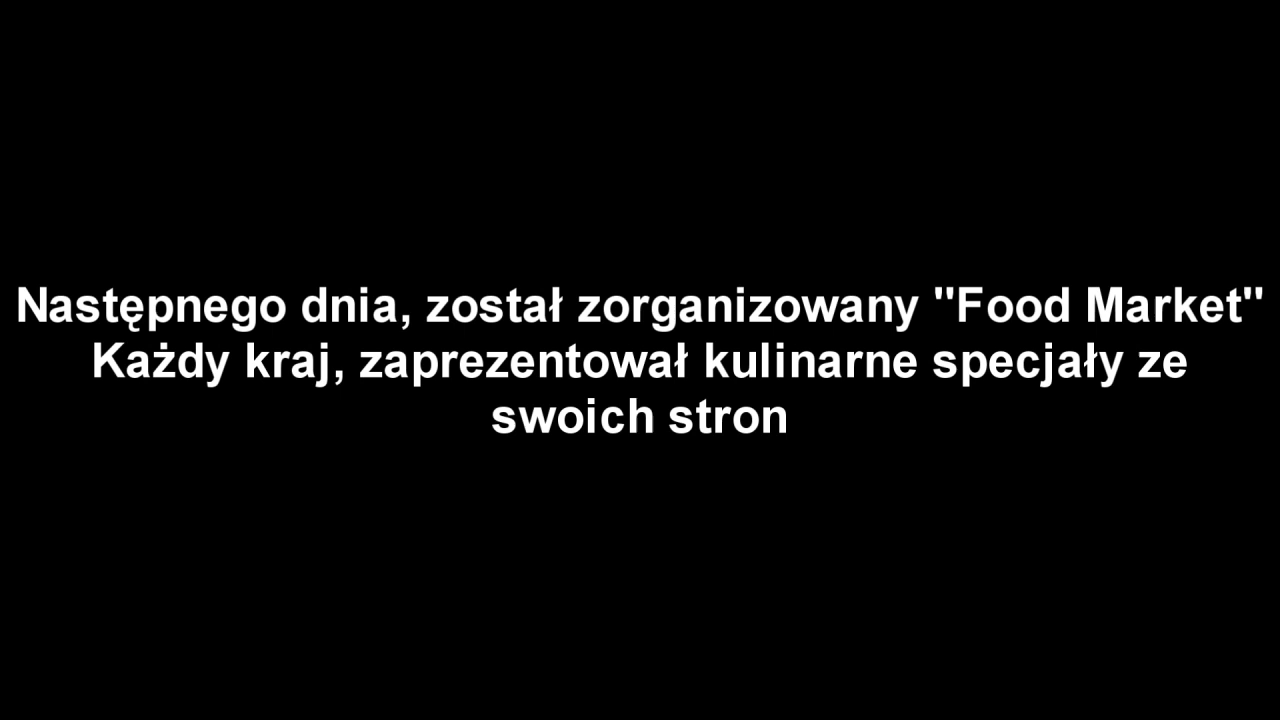 Następnego dnia, został zorganizowany "Food Market"
Każdy kraj, zaprezentował kulinarne specjały ze
swoich stron